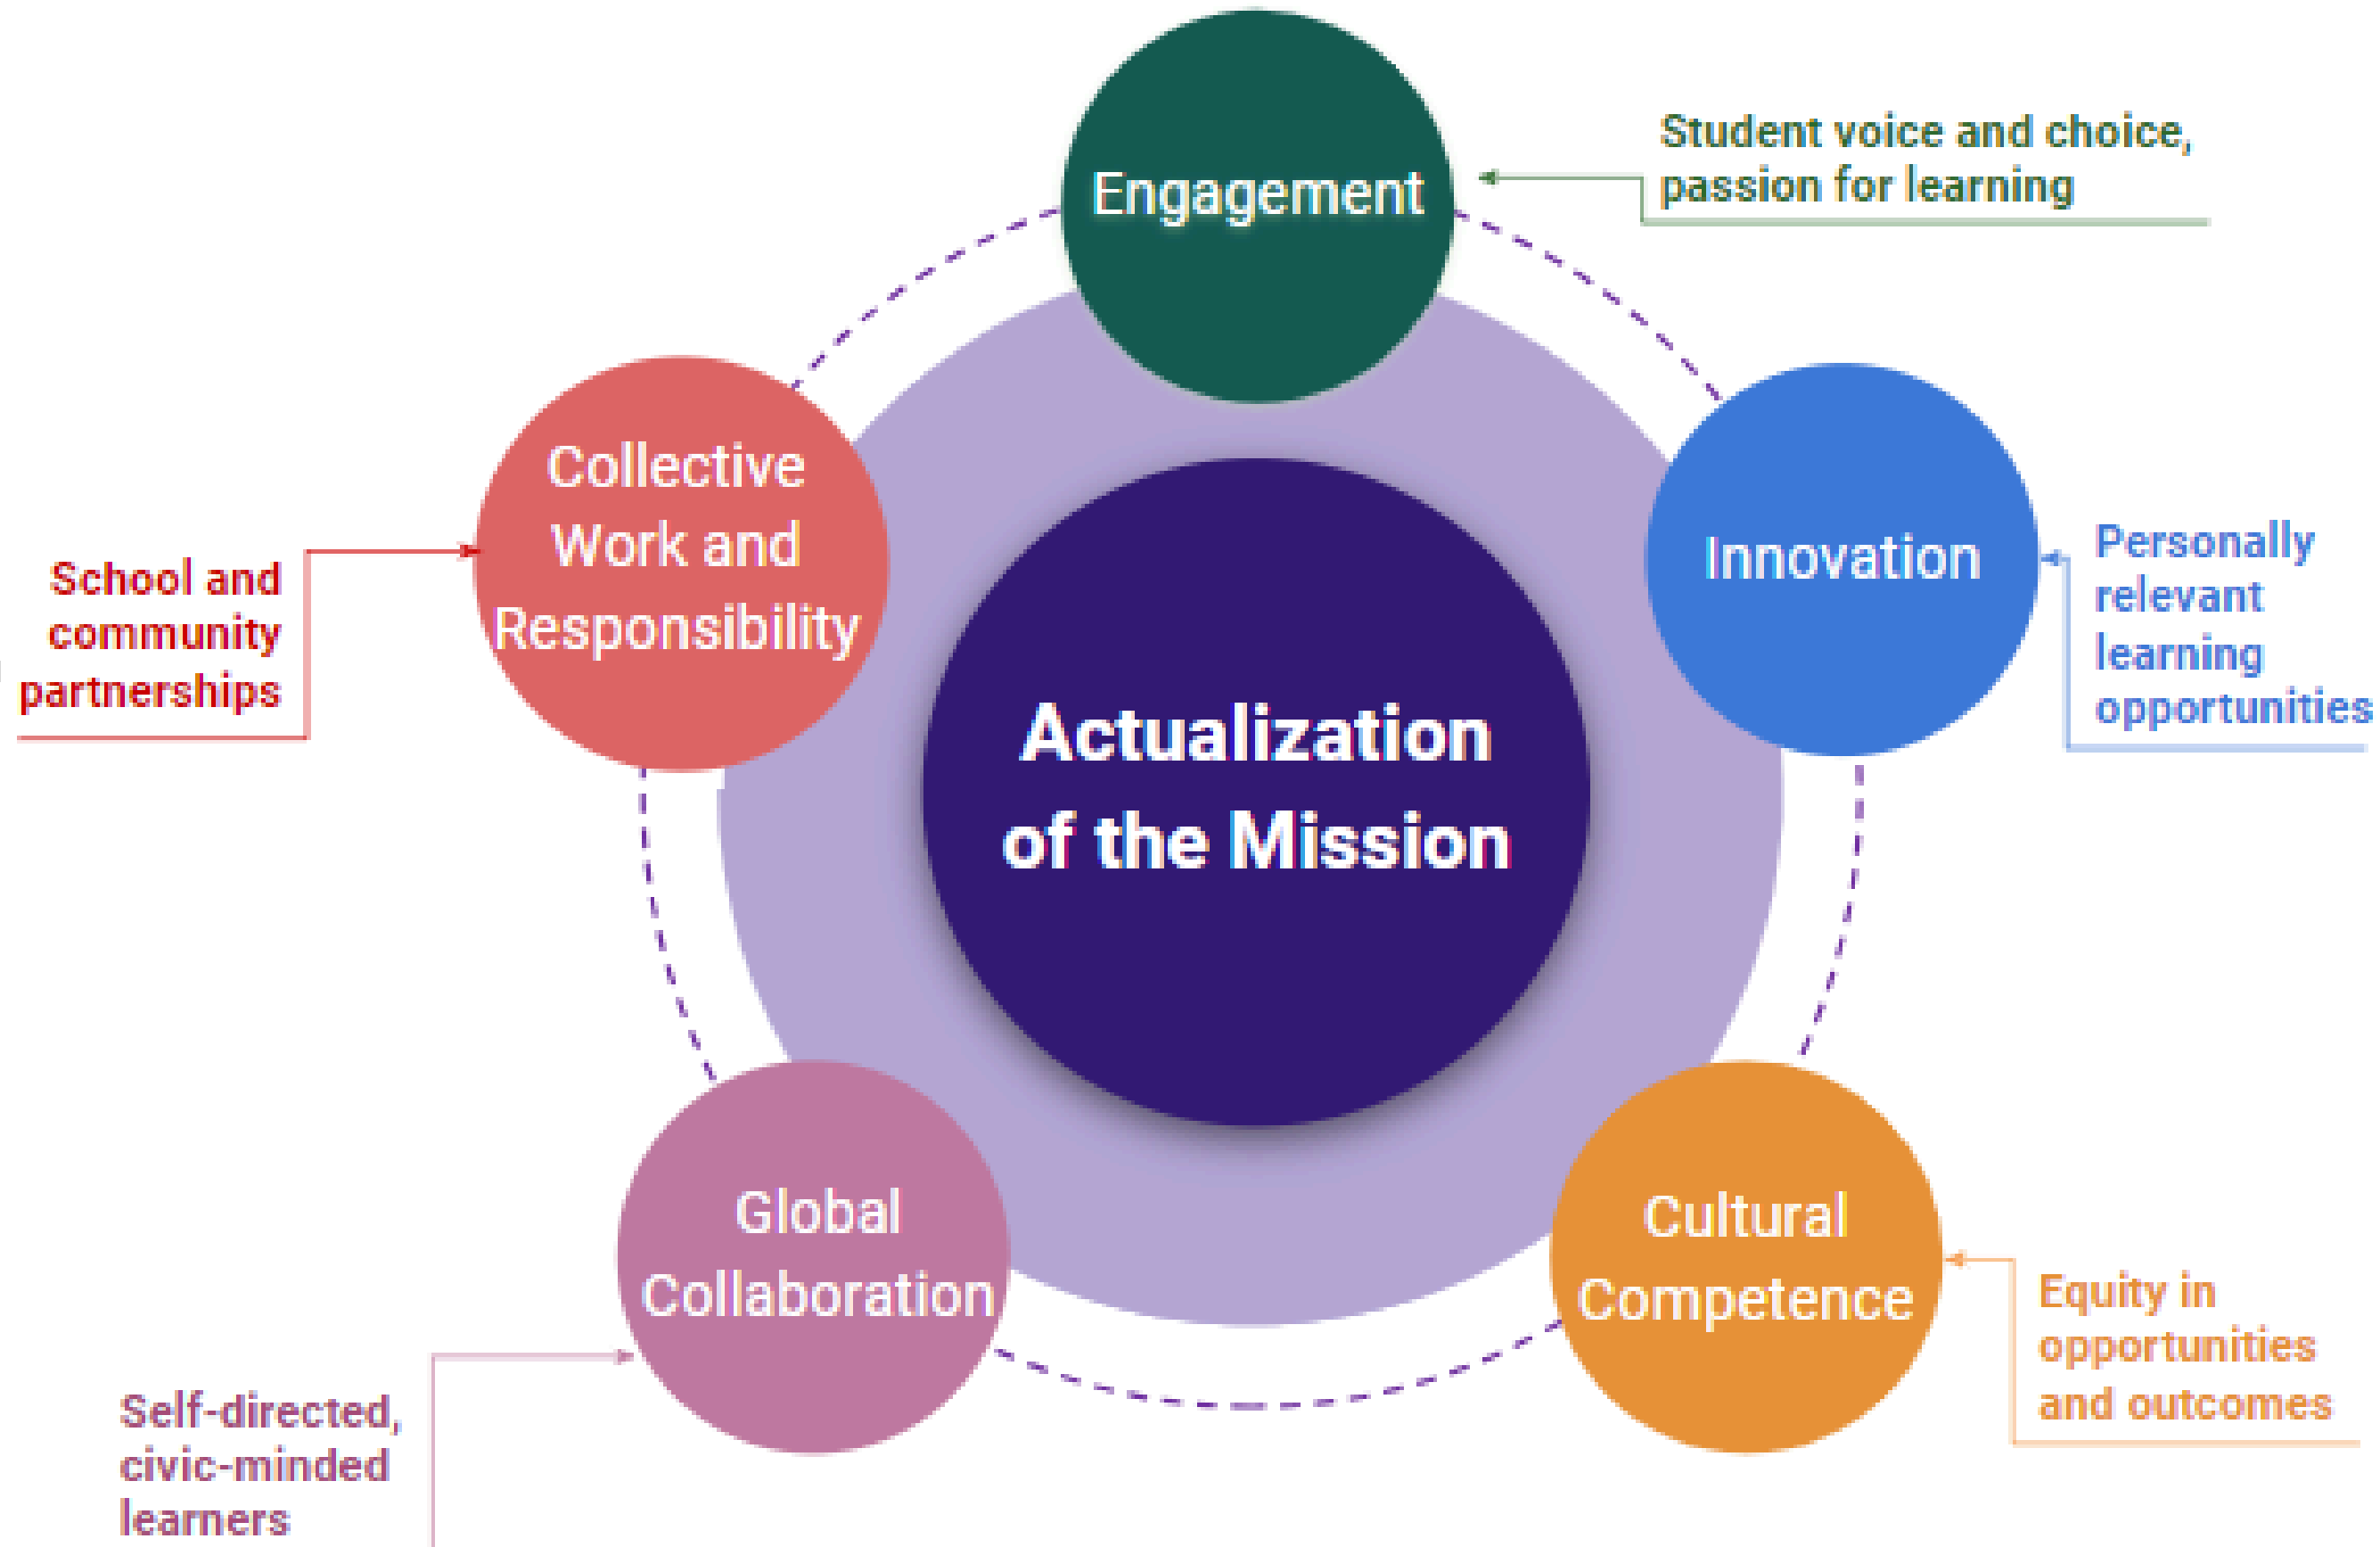 Engagement
Student voice and choice,
passion for learning
Innovation
Personally
relevant
learning
opportunities
Cultural
Competence
Equity in
opportunities
and outcomes
Global
Collaboration
Self-directed,
civic-minded
learners
Collective
Work and
Responsibility
School and
community
partnerships
Actualization
of the Mission